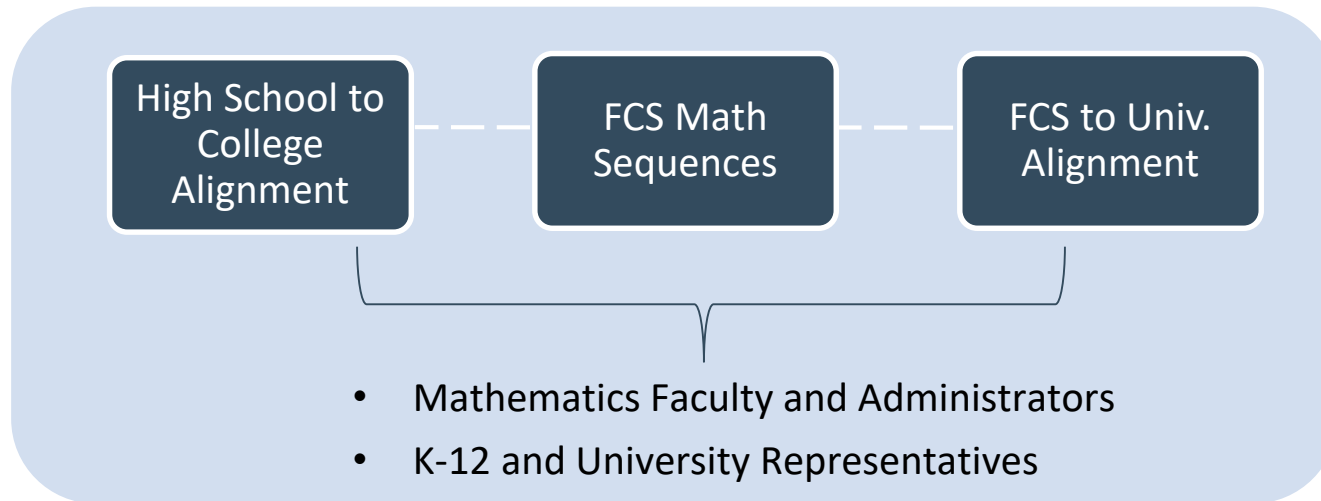 High School to
College
Alignment
FCS Math
Sequences
FCS to Univ.
Alignment
• Mathematics Faculty and Administrators
• K-12 and University Representatives